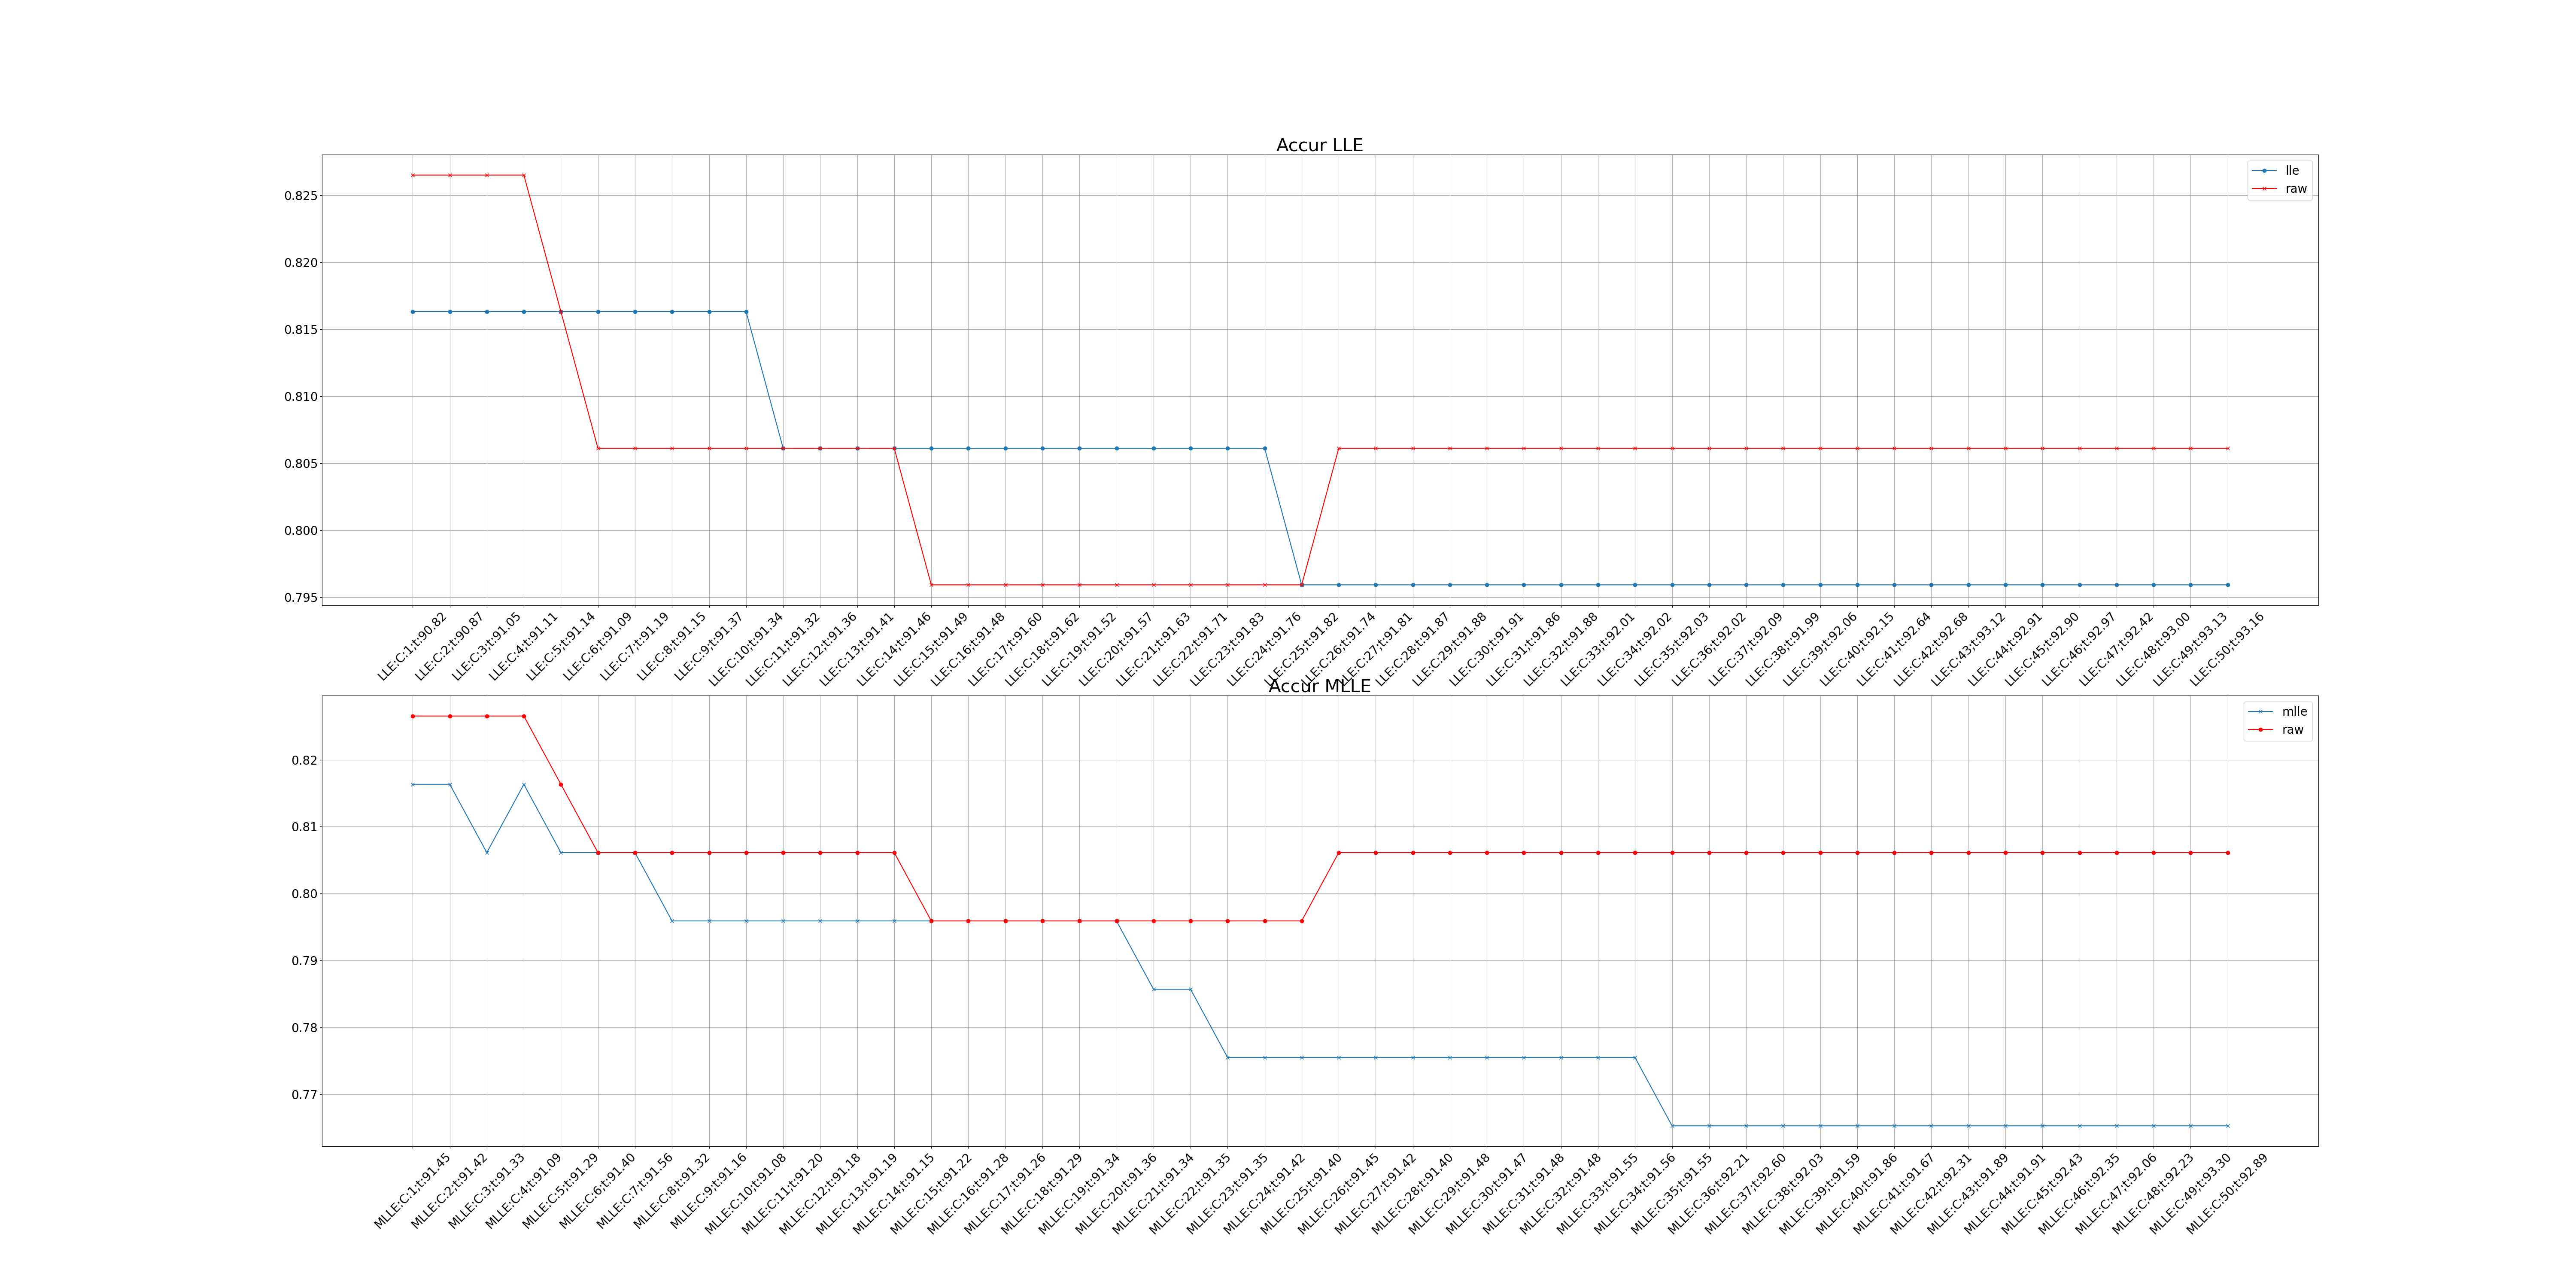 Accur LLE
lle
raw
0.825
0.820
0.815
0.810
0.805
0.800
0.795
LLE:C:1;t:90.82
LLE:C:2;t:90.87
LLE:C:3;t:91.05
LLE:C:4;t:91.11
LLE:C:5;t:91.14
LLE:C:6;t:91.09
LLE:C:7;t:91.19
LLE:C:8;t:91.15
LLE:C:9;t:91.37
LLE:C:10;t:91.34
LLE:C:11;t:91.32
LLE:C:12;t:91.36
LLE:C:13;t:91.41
LLE:C:14;t:91.46
LLE:C:15;t:91.49
LLE:C:16;t:91.48
LLE:C:17;t:91.60
LLE:C:18;t:91.62
LLE:C:19;t:91.52
LLE:C:20;t:91.57
LLE:C:21;t:91.63
LLE:C:22;t:91.71
LLE:C:23;t:91.83
LLE:C:24;t:91.76
LLE:C:25;t:91.82
LLE:C:26;t:91.74
LLE:C:27;t:91.81
LLE:C:28;t:91.87
LLE:C:29;t:91.88
LLE:C:30;t:91.91
LLE:C:31;t:91.86
LLE:C:32;t:91.88
LLE:C:33;t:92.01
LLE:C:34;t:92.02
LLE:C:35;t:92.03
LLE:C:36;t:92.02
LLE:C:37;t:92.09
LLE:C:38;t:91.99
LLE:C:39;t:92.06
LLE:C:40;t:92.15
LLE:C:41;t:92.64
LLE:C:42;t:92.68
LLE:C:43;t:93.12
LLE:C:44;t:92.91
LLE:C:45;t:92.90
LLE:C:46;t:92.97
LLE:C:47;t:92.42
LLE:C:48;t:93.00
LLE:C:49;t:93.13
LLE:C:50;t:93.16
Accur MLLE
mlle
raw
0.82
0.81
0.80
0.79
0.78
0.77
MLLE:C:1;t:91.45
MLLE:C:2;t:91.42
MLLE:C:3;t:91.33
MLLE:C:4;t:91.09
MLLE:C:5;t:91.29
MLLE:C:6;t:91.40
MLLE:C:7;t:91.56
MLLE:C:8;t:91.32
MLLE:C:9;t:91.16
MLLE:C:10;t:91.08
MLLE:C:11;t:91.20
MLLE:C:12;t:91.18
MLLE:C:13;t:91.19
MLLE:C:14;t:91.15
MLLE:C:15;t:91.22
MLLE:C:16;t:91.28
MLLE:C:17;t:91.26
MLLE:C:18;t:91.29
MLLE:C:19;t:91.34
MLLE:C:20;t:91.36
MLLE:C:21;t:91.34
MLLE:C:22;t:91.35
MLLE:C:23;t:91.35
MLLE:C:24;t:91.42
MLLE:C:25;t:91.40
MLLE:C:26;t:91.45
MLLE:C:27;t:91.42
MLLE:C:28;t:91.40
MLLE:C:29;t:91.48
MLLE:C:30;t:91.47
MLLE:C:31;t:91.48
MLLE:C:32;t:91.48
MLLE:C:33;t:91.55
MLLE:C:34;t:91.56
MLLE:C:35;t:91.55
MLLE:C:36;t:92.21
MLLE:C:37;t:92.60
MLLE:C:38;t:92.03
MLLE:C:39;t:91.59
MLLE:C:40;t:91.86
MLLE:C:41;t:91.67
MLLE:C:42;t:92.31
MLLE:C:43;t:91.89
MLLE:C:44;t:91.91
MLLE:C:45;t:92.43
MLLE:C:46;t:92.35
MLLE:C:47;t:92.06
MLLE:C:48;t:92.23
MLLE:C:49;t:93.30
MLLE:C:50;t:92.89